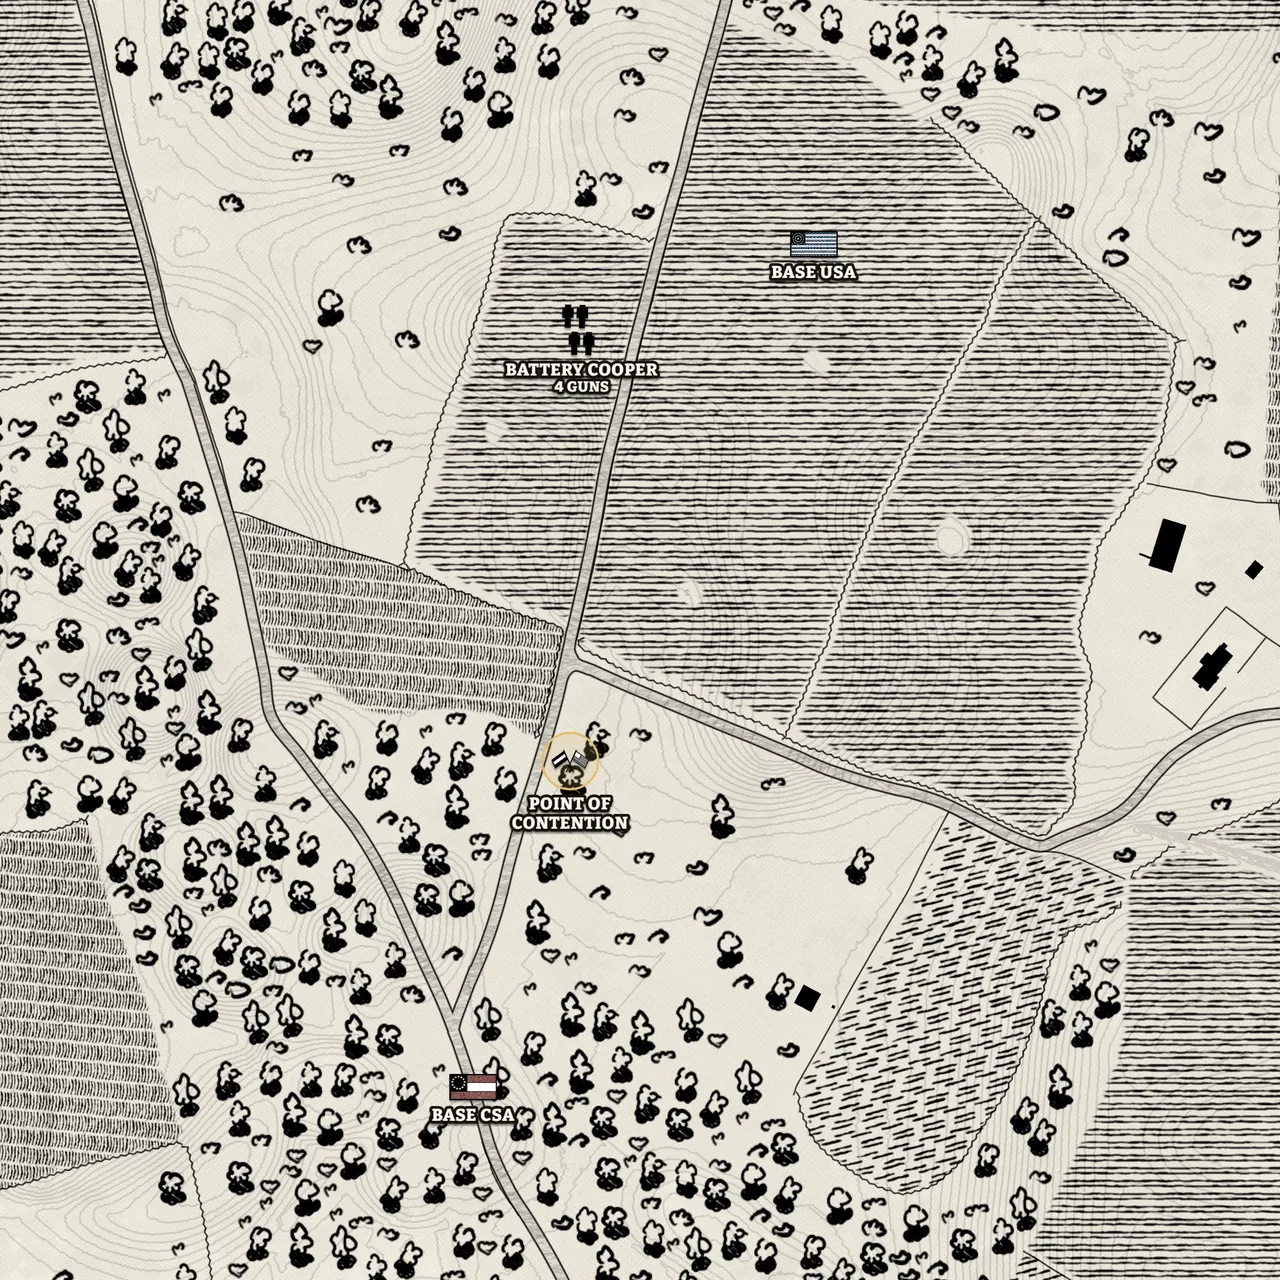 BASE USA
BATTERY COOPER
4 GUNS
POINT OF
CONTENTION
BASE CSA